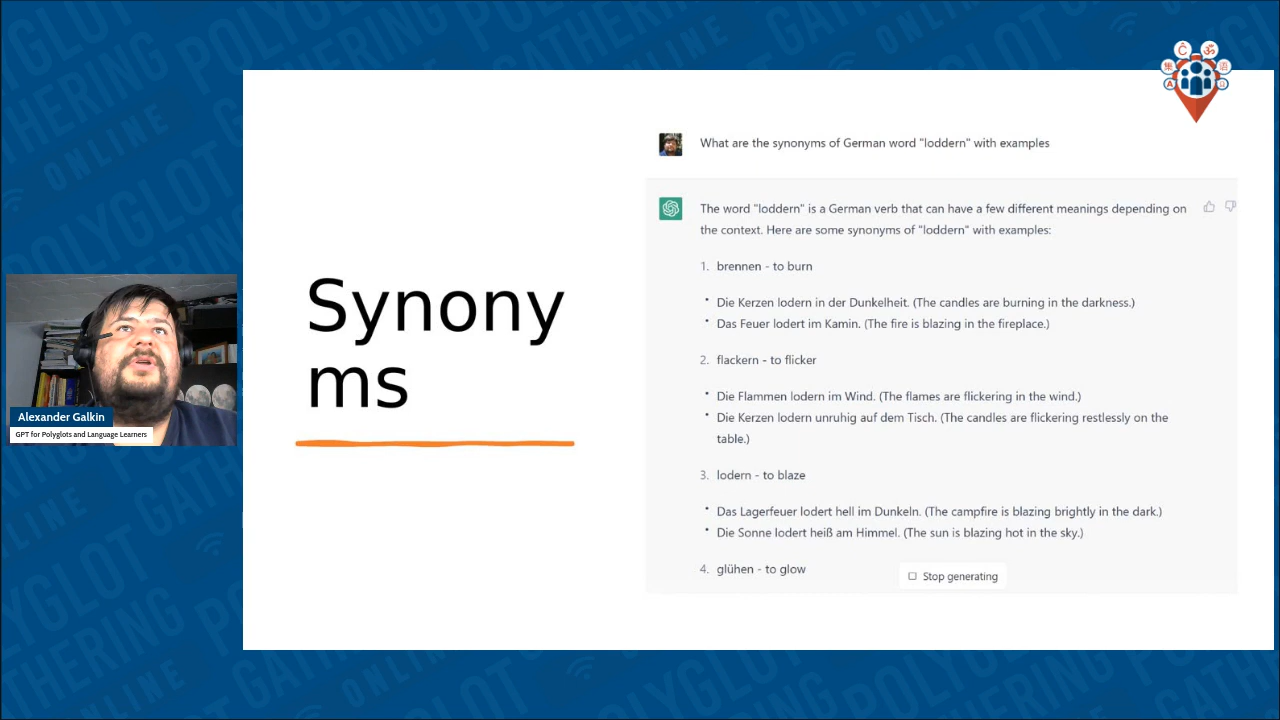 POLYGLOT GATHERING ONLINE
Ĉ
ॐ
集
语
A
What are the synonyms of German word "loddern" with examples
The word "loddern" is a German verb that can have a few different meanings depending on
the context. Here are some synonyms of "loddern" with examples:
1. brennen - to burn
• Die Kerzen lodern in der Dunkelheit. (The candles are burning in the darkness.)
• Das Feuer lodert im Kamin. (The fire is blazing in the fireplace.)
2. flackern - to flicker
• Die Flammen lodern im Wind. (The flames are flickering in the wind.)
• Die Kerzen lodern unruhig auf dem Tisch. (The candles are flickering restlessly on the
table.)
3. lodern - to blaze
• Das Lagerfeuer lodert hell im Dunkeln. (The campfire is blazing brightly in the dark.)
• Die Sonne lodert heiß am Himmel. (The sun is blazing hot in the sky.)
4. glühen - to glow
Stop generating
Synony
ms
Alexander Galkin
GPT for Polyglots and Language Learners